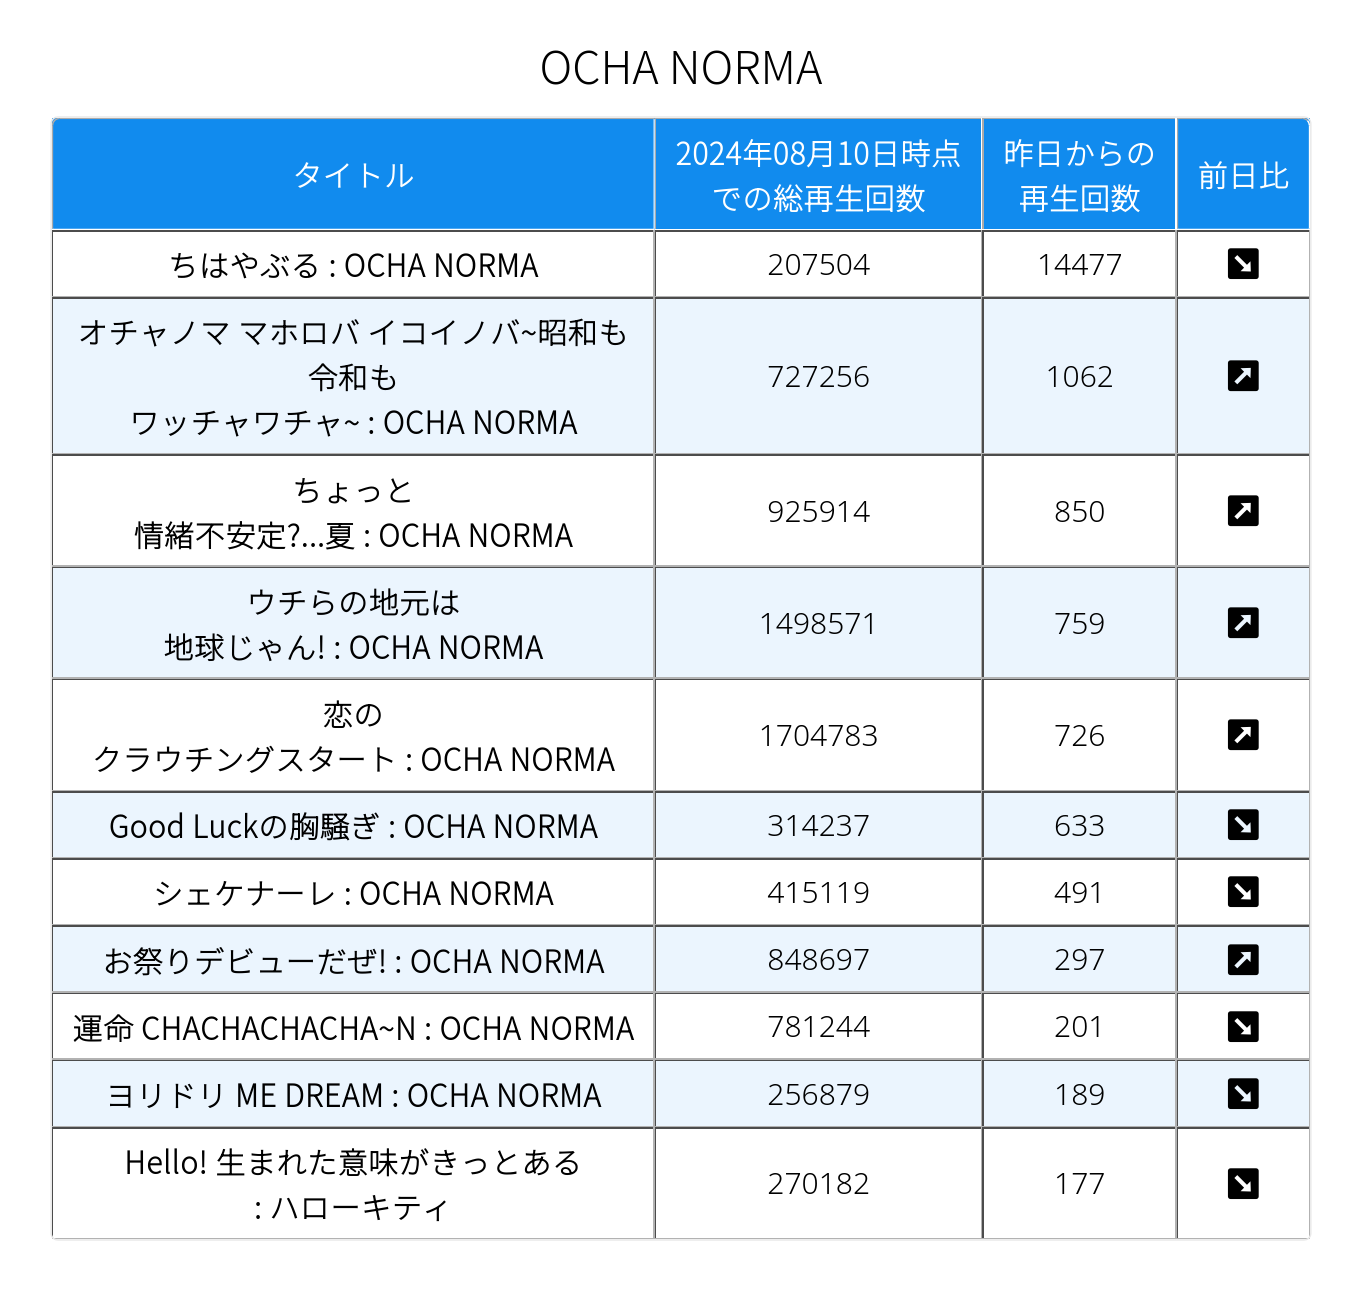 OCHA NORMA
タイトル
2024年08月10日時点
での総再生回数
昨日からの
再生回数
前日比
ちはやぶる : OCHA NORMA
207504
14477
オチャノマ マホロバ イコイノバ~昭和も
令和も
ワッチャワチャ~ : OCHA NORMA
727256
1062
ちょっと
情緒不安定?...夏 : OCHA NORMA
925914
850
ウチらの地元は
地球じゃん! : OCHA NORMA
1498571
759
恋の
クラウチングスタート : OCHA NORMA
1704783
726
Good Luckの胸騒ぎ : OCHA NORMA
314237
633
シェケナーレ : OCHA NORMA
415119
491
お祭りデビューだぜ! : OCHA NORMA
848697
297
運命 CHACHACHACHA~N : OCHA NORMA
781244
201
ヨリドリ ME DREAM : OCHA NORMA
256879
189
Hello! 生まれた意味がきっとある
: ハローキティ
270182
177